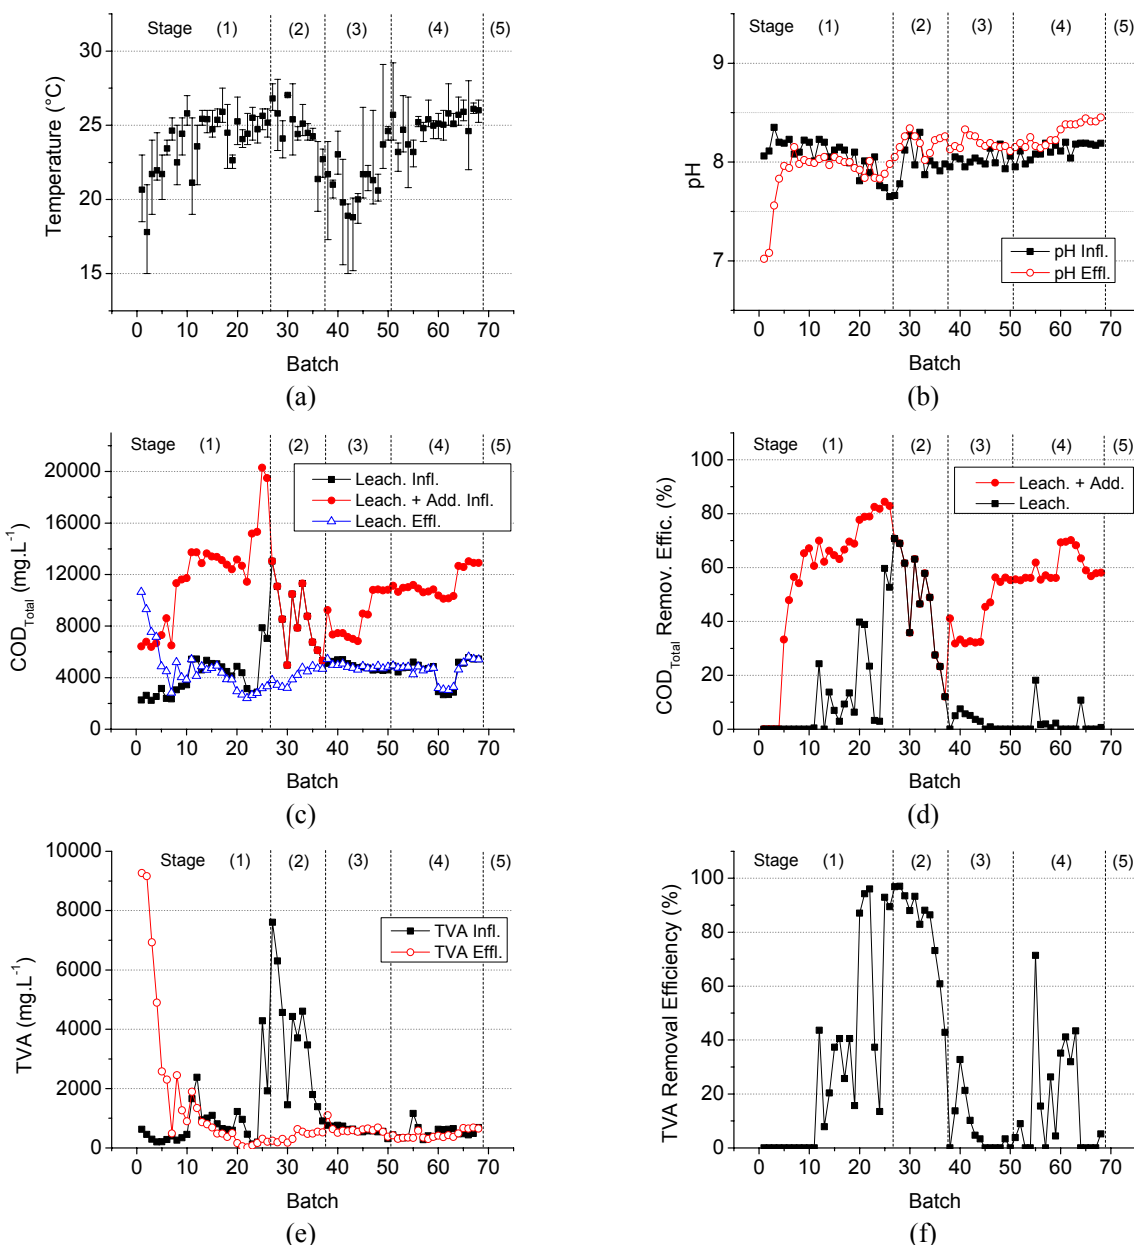 Stage (1) (2) (3) (4) (5)
30
25
20
15
Temperature (°C)
0 10 20 30 40 50 60 70
Batch
(a)
Stage (1) (2) (3) (4) (5)
9
8
7
pH
pH Infl.
pH Effl.
0 10 20 30 40 50 60 70
Batch
(b)
Stage (1) (2) (3) (4) (5)
20000
16000
12000
8000
4000
0
COD_Total (mg.L⁻¹)
Leach. Infl.
Leach. + Add. Infl.
Leach. Effl.
0 10 20 30 40 50 60 70
Batch
(c)
Stage (1) (2) (3) (4) (5)
100
80
60
40
20
0
COD_Total Remov. Effic. (%)
Leach. + Add.
Leach.
0 10 20 30 40 50 60 70
Batch
(d)
Stage (1) (2) (3) (4) (5)
10000
8000
6000
4000
2000
0
TVA (mg.L⁻¹)
TVA Infl.
TVA Effl.
0 10 20 30 40 50 60 70
Batch
(e)
Stage (1) (2) (3) (4) (5)
100
80
60
40
20
0
TVA Removal Efficiency (%)
0 10 20 30 40 50 60 70
Batch
(f)